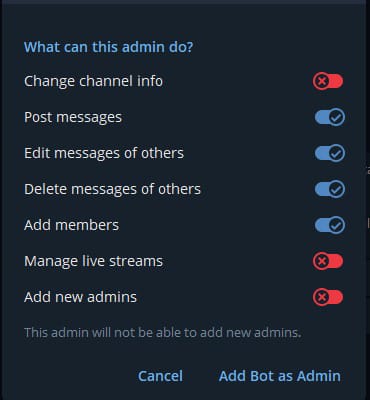 What can this admin do?
Change channel info
Post messages
Edit messages of others
Delete messages of others
Add members
Manage live streams
Add new admins
This admin will not be able to add new admins.
Cancel Add Bot as Admin